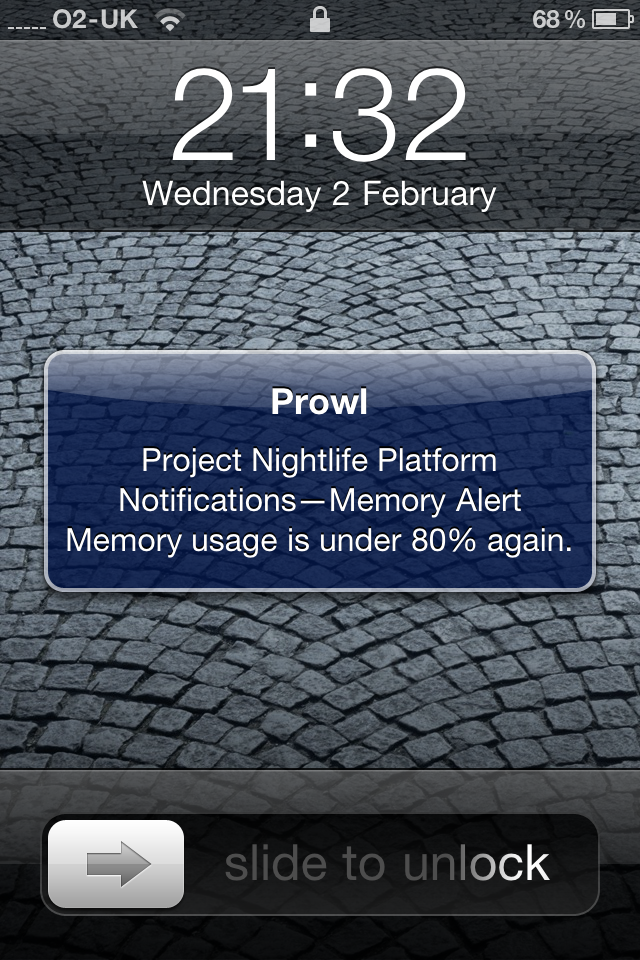 O2-UK 68%
21:32
Wednesday 2 February
Prowl
Project Nightlife Platform
Notifications—Memory Alert
Memory usage is under 80% again.
slide to unlock